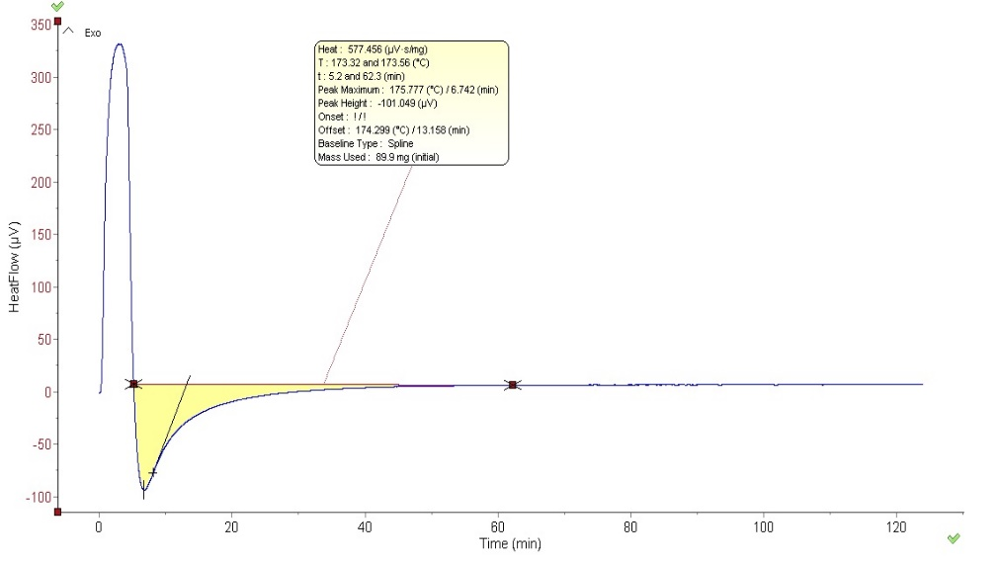 350
Exo
300
250
200
150
100
50
0
-50
-100
HeatFlow (µV)
Heat : 577.456 (µV·s/mg)
T : 173.32 and 173.56 (°C)
t : 5.2 and 62.3 (min)
Peak Maximum : 175.777 (°C) / 6.742 (min)
Peak Height : -101.049 (µV)
Onset : ! / !
Offset : 174.299 (°C) / 13.158 (min)
Baseline Type : Spline
Mass Used : 89.9 mg (initial)
0 20 40 60 80 100 120
Time (min)